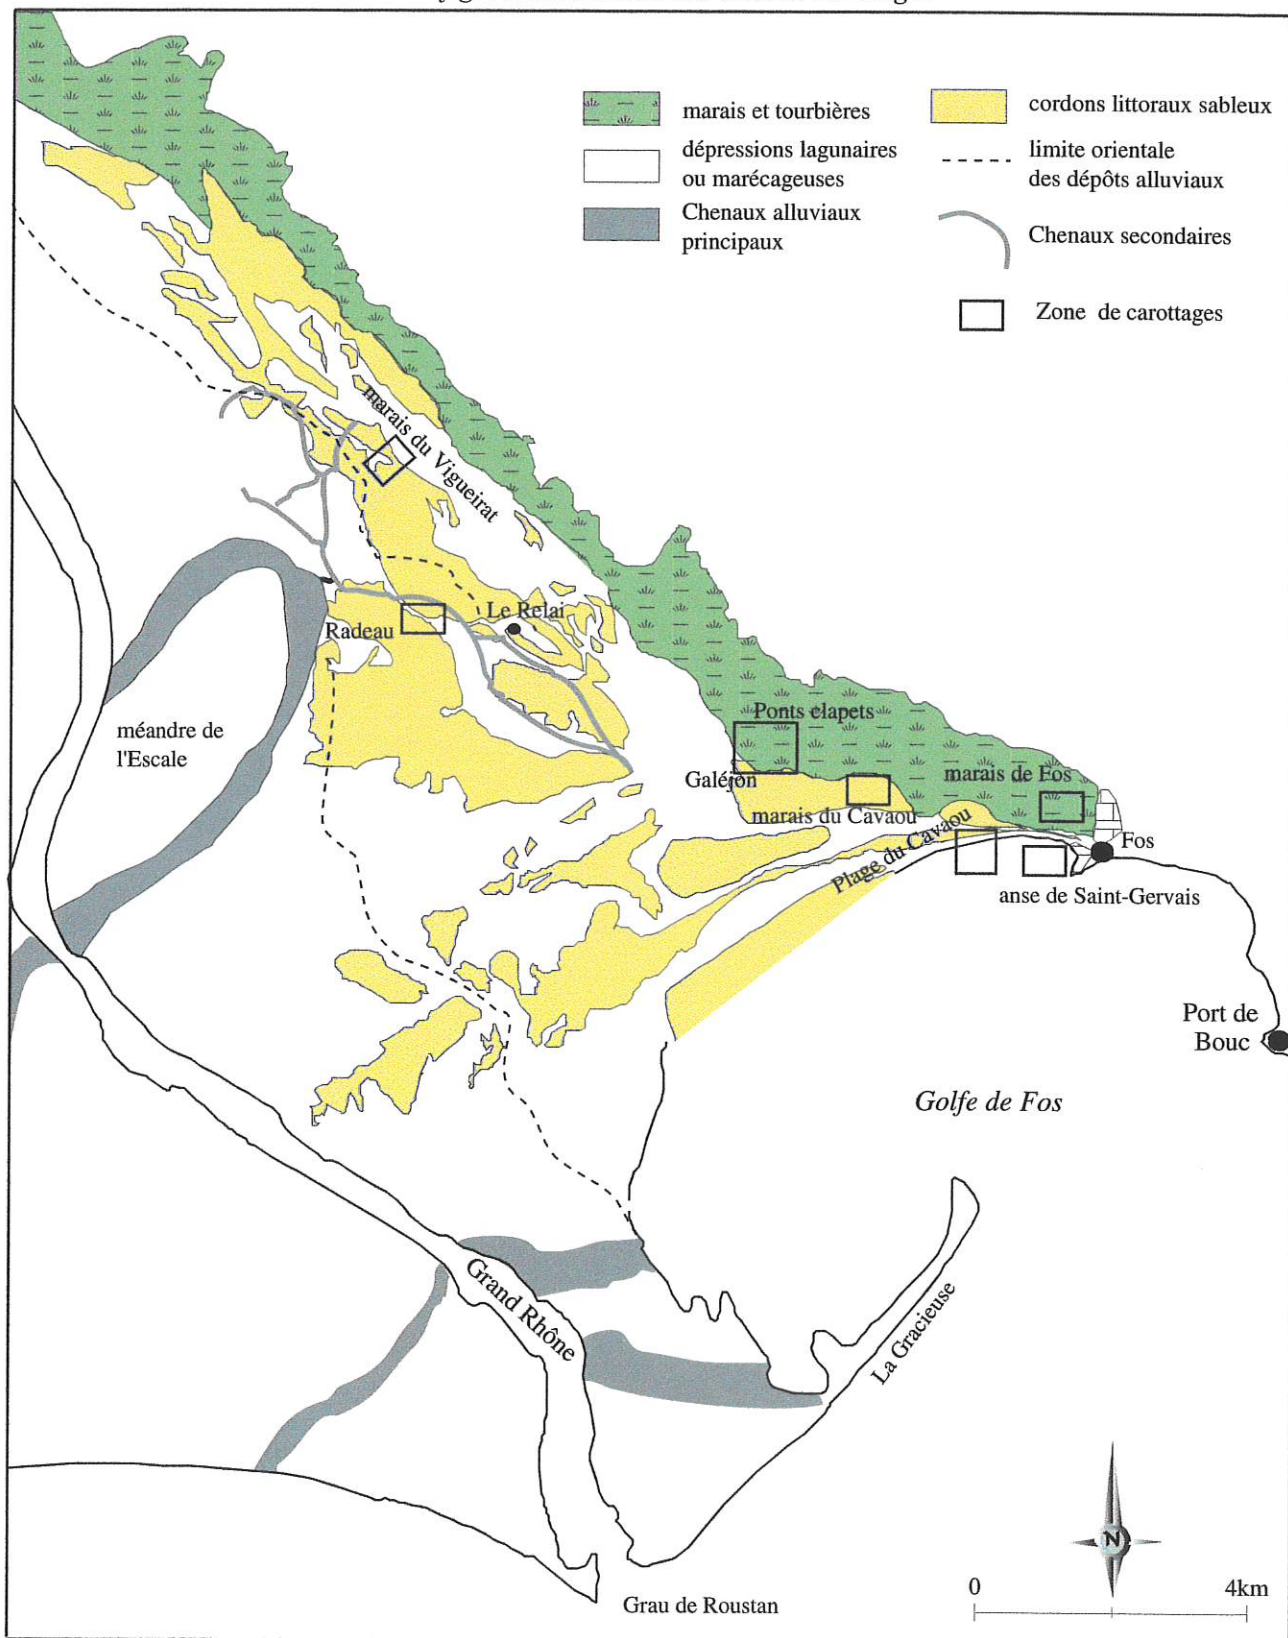 marais et tourbières
dépressions lagunaires
ou marécageuses
Chenaux alluviaux
principaux
cordons littoraux sableux
limite orientale
des dépôts alluviaux
Chenaux secondaires
Zone de carottages
marais du Vigueirat
Le Relai
Radeau
méandre de
l'Escale
Ponts clapets
Galéjon
marais de Fos
marais du Cavaou
Plage du Cavaou
Fos
anse de Saint-Gervais
Port de
Bouc
Golfe de Fos
Grand Rhône
La Gracieuse
N
0 4km
Grau de Roustan